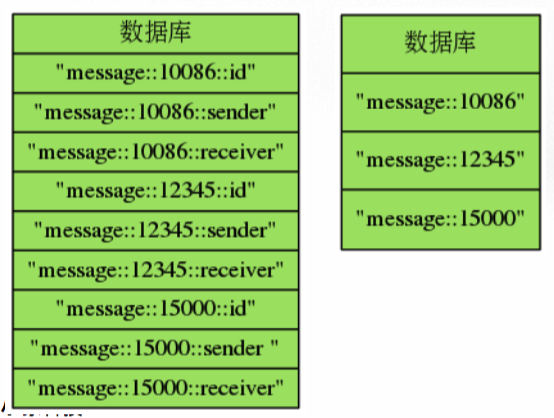 数据库
"message::10086::id"
"message::10086::sender"
"message::10086::receiver"
"message::12345::id"
"message::12345::sender"
"message::12345::receiver"
"message::15000::id"
"message::15000::sender "
"message::15000::receiver"
数据库
"message::10086"
"message::12345"
"message::15000"